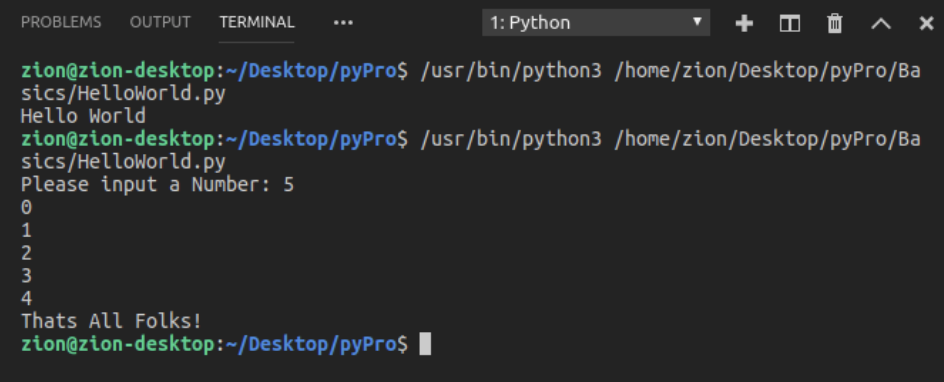 PROBLEMS OUTPUT TERMINAL ••• 1: Python
zion@zion-desktop:~/Desktop/pyPro$ /usr/bin/python3 /home/zion/Desktop/pyPro/Ba
sics/HelloWorld.py
Hello World
zion@zion-desktop:~/Desktop/pyPro$ /usr/bin/python3 /home/zion/Desktop/pyPro/Ba
sics/HelloWorld.py
Please input a Number: 5
0
1
2
3
4
Thats All Folks!
zion@zion-desktop:~/Desktop/pyPro$